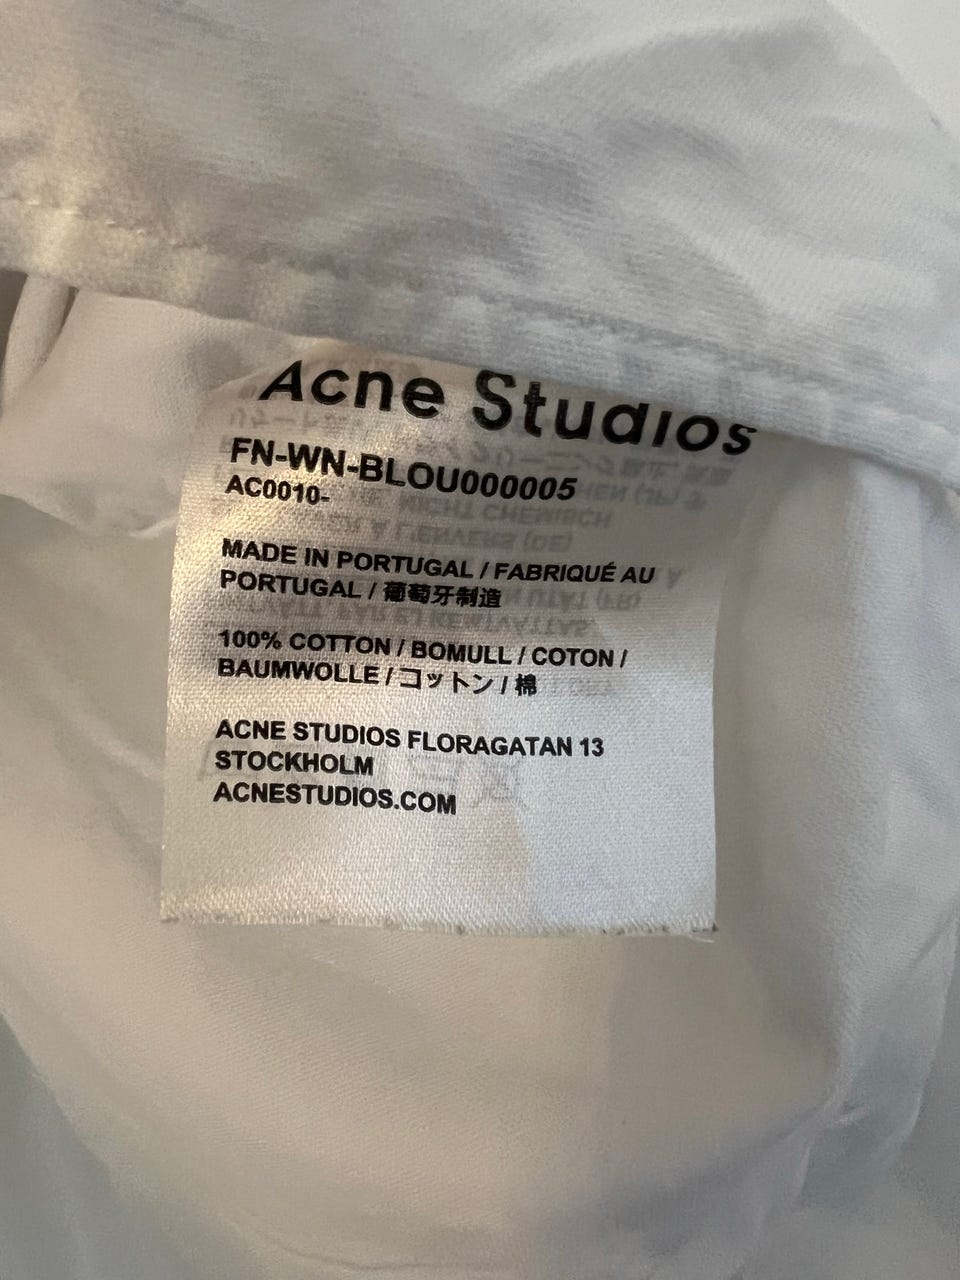 Acne Studios
FN-WN-BLOU000005
AC0010-
MADE IN PORTUGAL / FABRIQUÉ AU
PORTUGAL / 葡萄牙制造
100% COTTON / BOMULL / COTON /
BAUMWOLLE / コットン / 棉
ACNE STUDIOS FLORAGATAN 13
STOCKHOLM
ACNESTUDIOS.COM